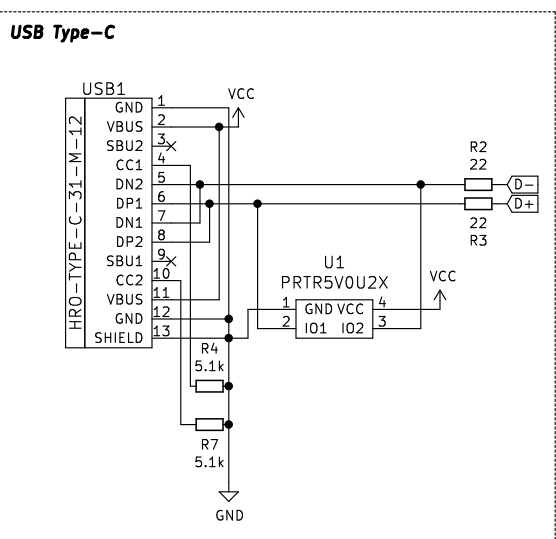 USB Type-C
USB1
HRO-TYPE-C-31-M-12
GND 1
VBUS 2
SBU2 3
CC1 4
DN2 5
DP1 6
DN1 7
DP2 8
SBU1 9
CC2 10
VBUS 11
GND 12
SHIELD 13
VCC
R2
22
D-
D+
22
R3
U1
PRTR5V0U2X
VCC
1 GND VCC 4
2 IO1 IO2 3
R4
5.1k
R7
5.1k
GND